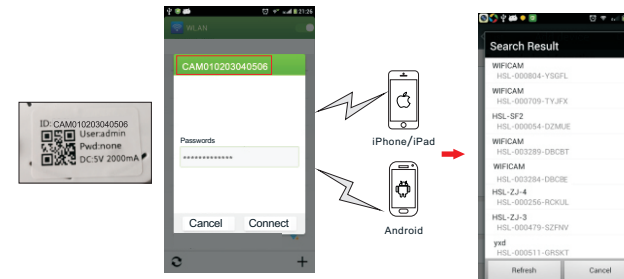 ID: CAM010203040506
User:admin
Pwd:none
DC:5V 2000mA
21:26
WLAN
CAM010203040506
Passwords
*************
Cancel
Connect
iPhone/iPad
Android
Search Result
WIFICAM
HSL-000804-YSGFL
WIFICAM
HSL-000709-TYJFX
HSL-SF2
HSL-000054-DZMUE
WIFICAM
HSL-003289-DBCBT
WIFICAM
HSL-003284-DBCBE
HSL-ZJ-4
HSL-000256-RCKUL
HSL-ZJ-3
HSL-000479-SZFNV
yxd
HSL-000511-GRSKT
Refresh
Cancel